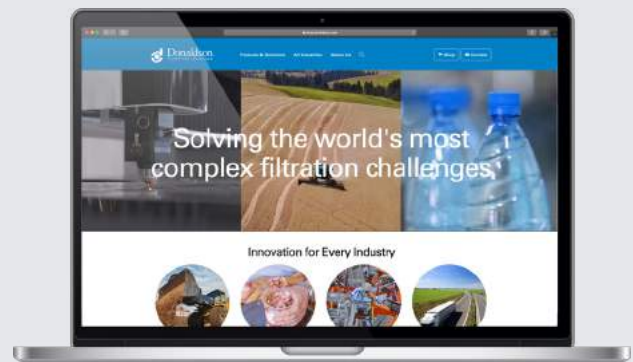 Donaldson
Products & Solutions
All Industries
About Us
Shop
Solving the world's most
complex filtration challenges.
Innovation for Every Industry